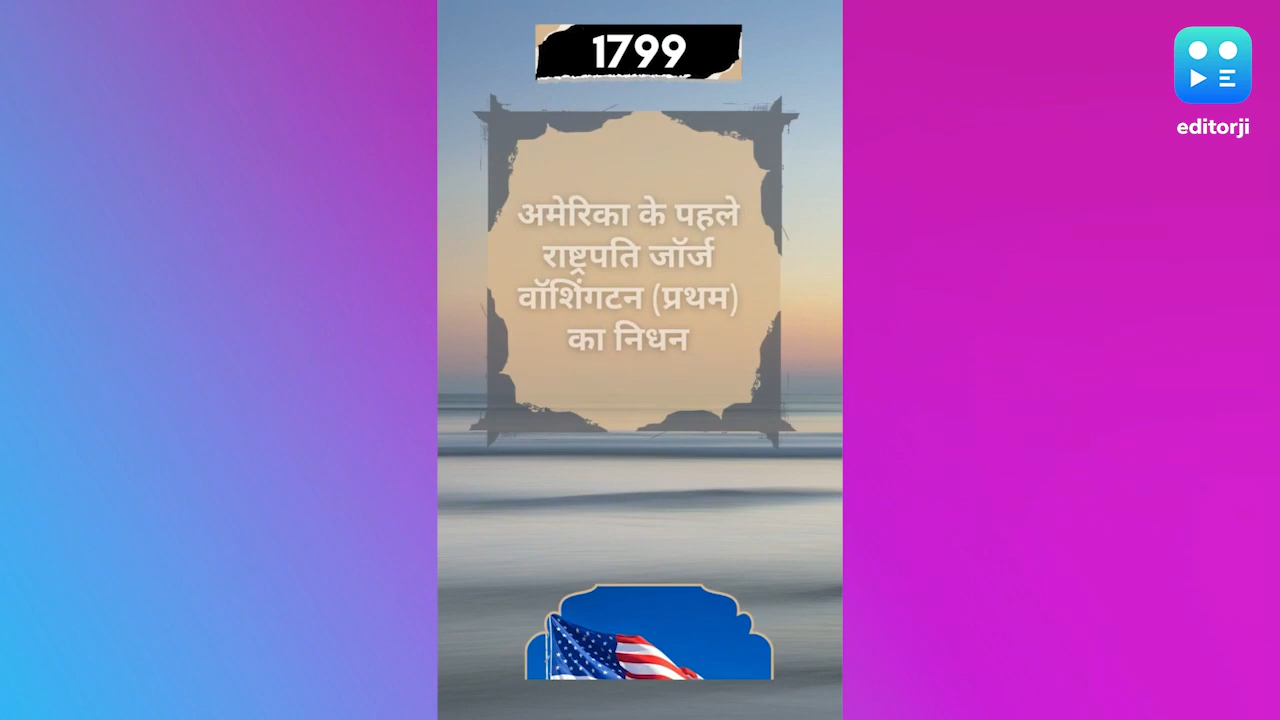 1799
editorji
अमेरिका के पहले
राष्ट्रपति जॉर्ज
वॉशिंगटन (प्रथम)
का निधन